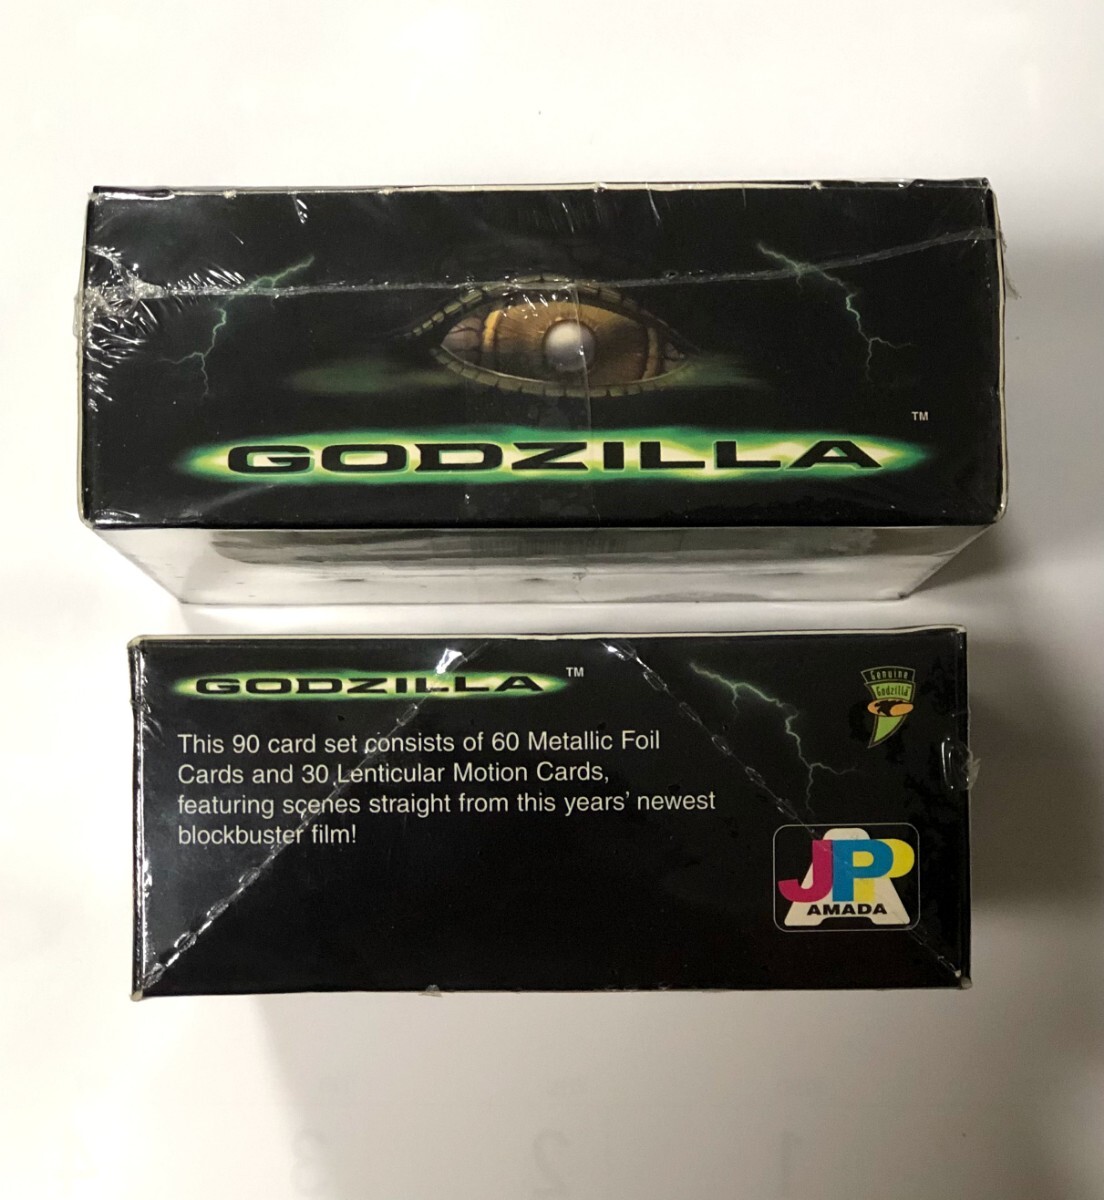 TM
GODZILLA
GODZILLA
TM
Genuine
Godzilla
This 90 card set consists of 60 Metallic Foil
Cards and 30 Lenticular Motion Cards,
featuring scenes straight from this years' newest
blockbuster film!
JPP
AMADA